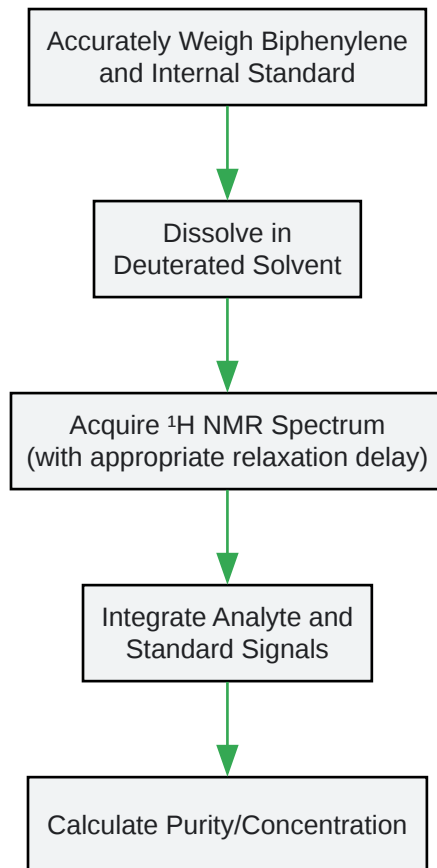 Accurately Weigh Biphenylene
and Internal Standard
Dissolve in
Deuterated Solvent
Acquire ¹H NMR Spectrum
(with appropriate relaxation delay)
Integrate Analyte and
Standard Signals
Calculate Purity/Concentration